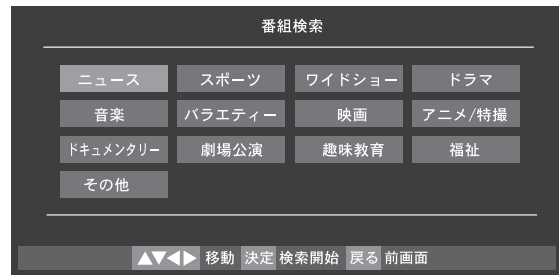 番組検索
ニュース スポーツ ワイドショー ドラマ
音楽 バラエティー 映画 アニメ/特撮
ドキュメンタリー 劇場公演 趣味教育 福祉
その他
▲▼◀▶ 移動 決定 検索開始 戻る 前画面